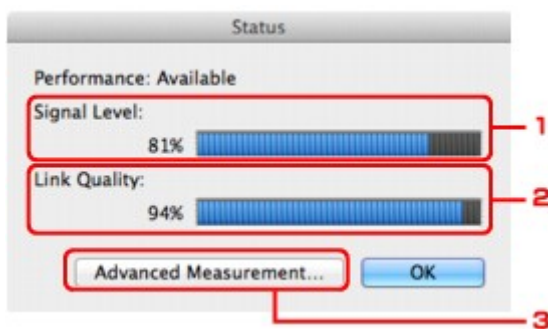 Status
Performance: Available
Signal Level:
1
81%
Link Quality:
2
94%
Advanced Measurement... OK
3